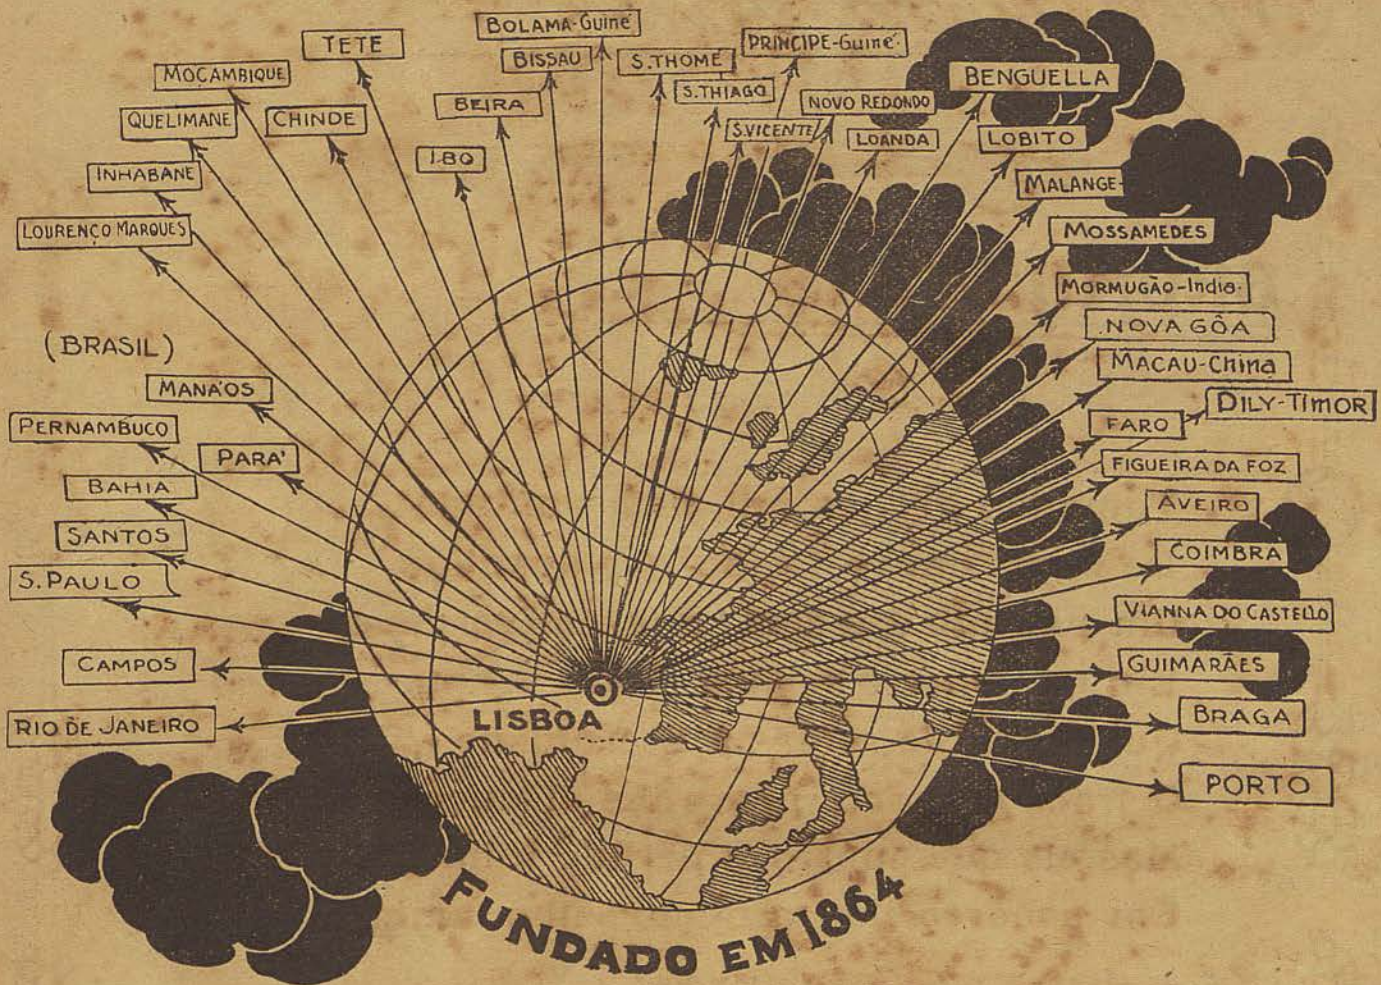 BOLAMA-Guiné
TETE
BISSAU
S. THOMÉ
PRINCIPE-Guiné
MOÇAMBIQUE
S. THIAGO
BENGUELLA
BEIRA
NOVO REDONDO
QUELIMANE
CHINDE
S. VICENTE
LOANDA
LOBITO
IBO
INHABANE
MALANGE-
LOURENÇO MARQUES
MOSSAMEDES
MORMUGÃO-India-
NOVA GÔA
(BRASIL)
MACAU-China
MANÁOS
DILY-TIMOR
PERNAMBUCO
FARO
PARA'
FIGUEIRA DA FOZ
BAHIA
AVEIRO
SANTOS
COIMBRA
S. PAULO
VIANNA DO CASTELLO
CAMPOS
GUIMARÃES
RIO DE JANEIRO
LISBOA
BRAGA
PORTO
FUNDADO EM 1864